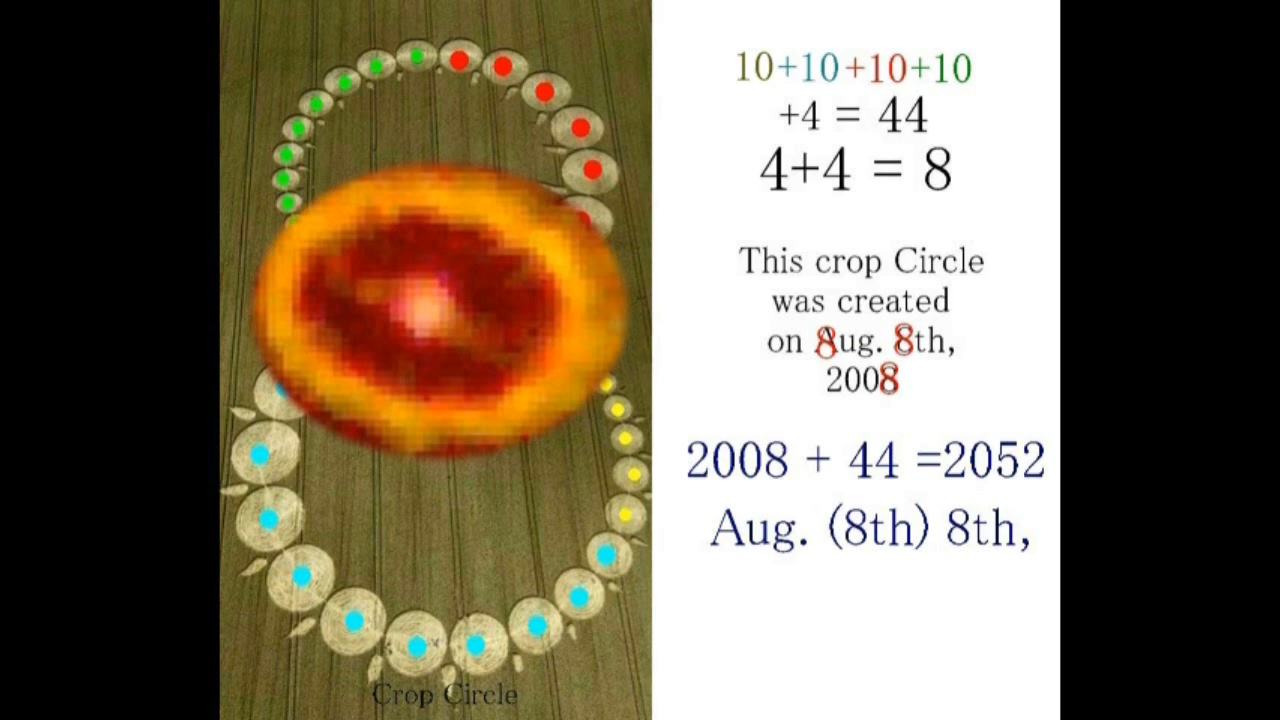 10+10+10+10
+4 = 44
4+4 = 8
This crop Circle
was created
on Aug. 8th,
2008
2008 + 44 =2052
Aug. (8th) 8th,
Crop Circle